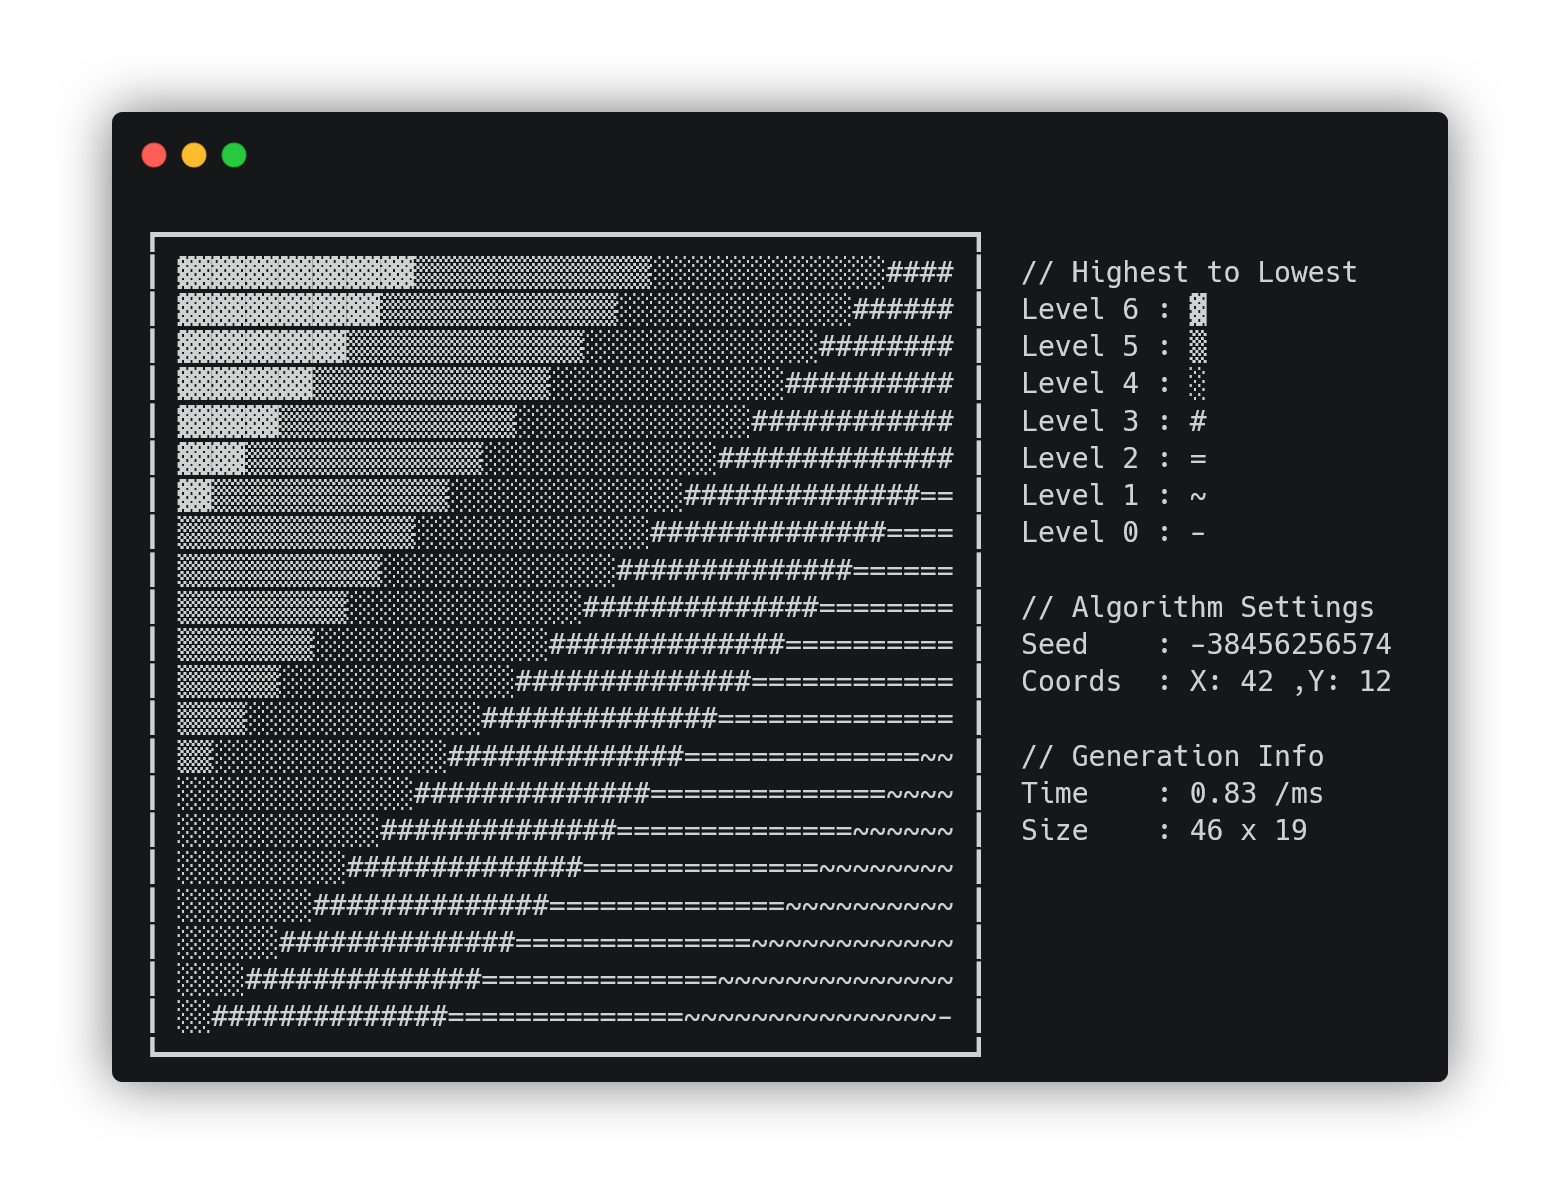 ▓▓▓▓▓▓▓▓▓▓▓▓▓▓▒▒▒▒▒▒▒▒▒▒▒▒▒▒░░░░░░░░░░░░░░#### // Highest to Lowest
▓▓▓▓▓▓▓▓▓▓▓▓▒▒▒▒▒▒▒▒▒▒▒▒▒▒░░░░░░░░░░░░░░###### Level 6 : ▓
▓▓▓▓▓▓▓▓▓▓▒▒▒▒▒▒▒▒▒▒▒▒▒▒░░░░░░░░░░░░░░######## Level 5 : ▒
▓▓▓▓▓▓▓▓▒▒▒▒▒▒▒▒▒▒▒▒▒▒░░░░░░░░░░░░░░########## Level 4 : ░
▓▓▓▓▓▓▒▒▒▒▒▒▒▒▒▒▒▒▒▒░░░░░░░░░░░░░░############ Level 3 : #
▓▓▓▓▒▒▒▒▒▒▒▒▒▒▒▒▒▒░░░░░░░░░░░░░░############## Level 2 : =
▓▓▒▒▒▒▒▒▒▒▒▒▒▒▒▒░░░░░░░░░░░░░░##############== Level 1 : ~
▒▒▒▒▒▒▒▒▒▒▒▒▒▒░░░░░░░░░░░░░░##############==== Level 0 : -
▒▒▒▒▒▒▒▒▒▒▒▒░░░░░░░░░░░░░░##############======
▒▒▒▒▒▒▒▒▒▒░░░░░░░░░░░░░░##############======== // Algorithm Settings
▒▒▒▒▒▒▒▒░░░░░░░░░░░░░░##############========== Seed : -38456256574
▒▒▒▒▒▒░░░░░░░░░░░░░░##############============ Coords : X: 42 ,Y: 12
▒▒▒▒░░░░░░░░░░░░░░##############==============
▒▒░░░░░░░░░░░░░░##############==============~~ // Generation Info
░░░░░░░░░░░░░░##############==============~~~~ Time : 0.83 /ms
░░░░░░░░░░░░##############==============~~~~~~ Size : 46 x 19
░░░░░░░░░░##############==============~~~~~~~~
░░░░░░░░##############==============~~~~~~~~~~
░░░░░░##############==============~~~~~~~~~~~~
░░░░##############==============~~~~~~~~~~~~~~
░░##############==============~~~~~~~~~~~~~~~-